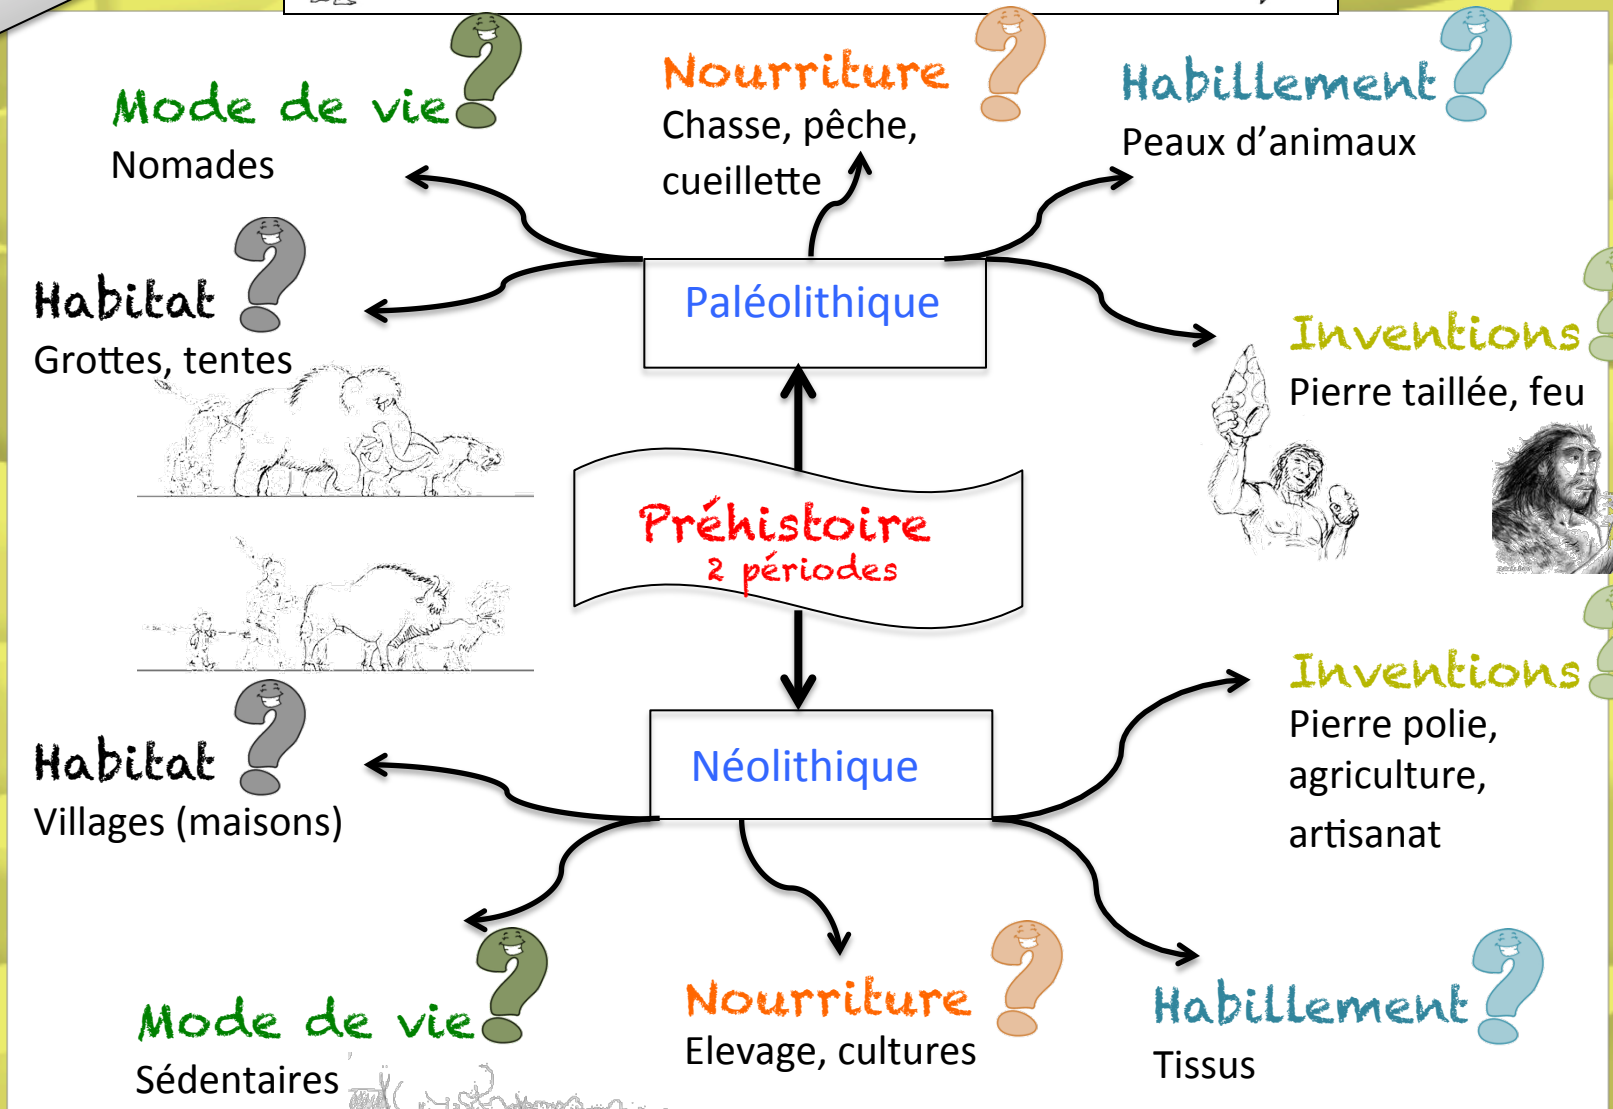 Mode de vie
Nomades
Nourriture
Chasse, pêche,
cueillette
Habillement
Peaux d’animaux
Habitat
Grottes, tentes
Paléolithique
Inventions
Pierre taillée, feu
Préhistoire
2 périodes
Inventions
Pierre polie,
agriculture,
artisanat
Néolithique
Habitat
Villages (maisons)
Mode de vie
Sédentaires
Nourriture
Elevage, cultures
Habillement
Tissus